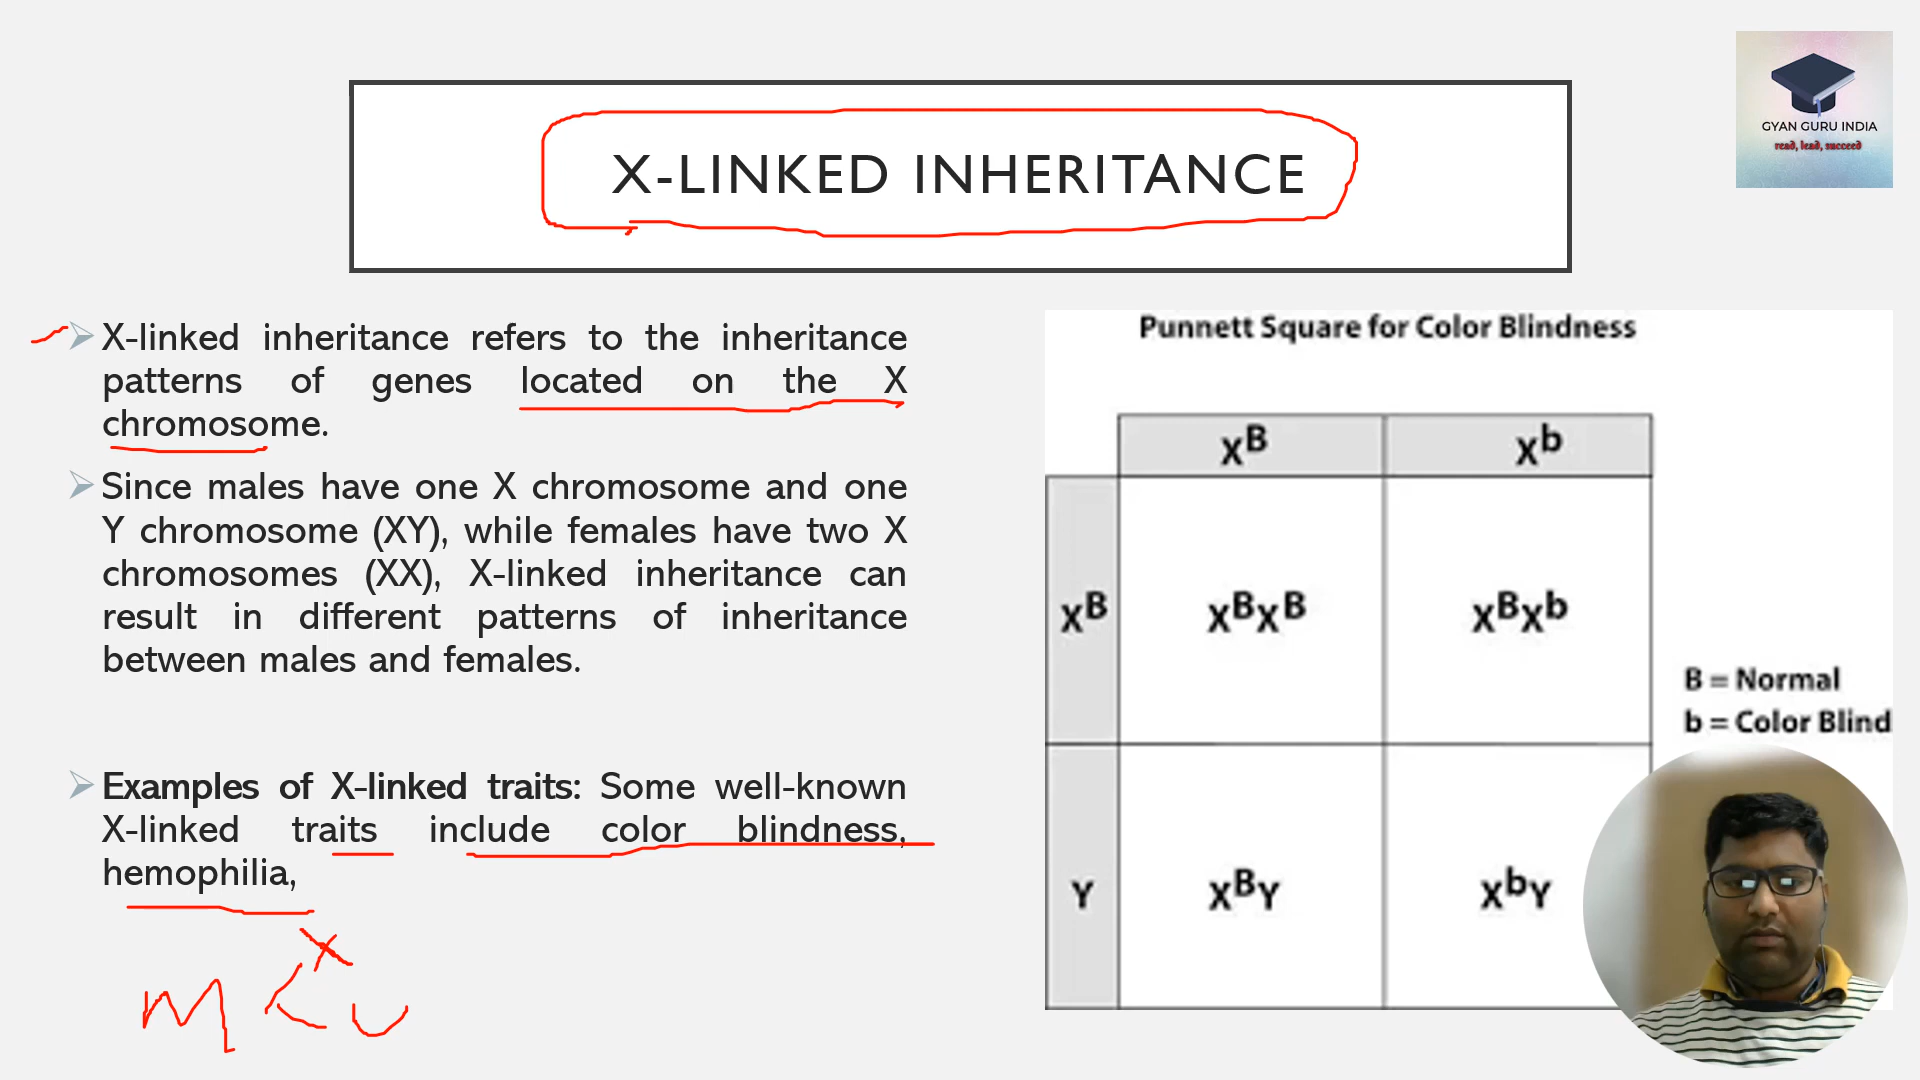 GYAN GURU INDIA
read, lead, succeed
X-LINKED INHERITANCE
X-linked inheritance refers to the inheritance
patterns of genes located on the X
chromosome.
Since males have one X chromosome and one
Y chromosome (XY), while females have two X
chromosomes (XX), X-linked inheritance can
result in different patterns of inheritance
between males and females.
Examples of X-linked traits: Some well-known
X-linked traits include color blindness,
hemophilia,
M < X
Punnett Square for Color Blindness
XB Xb
XB XBXB XBXb
Y XBY XbY
B = Normal
b = Color Blind